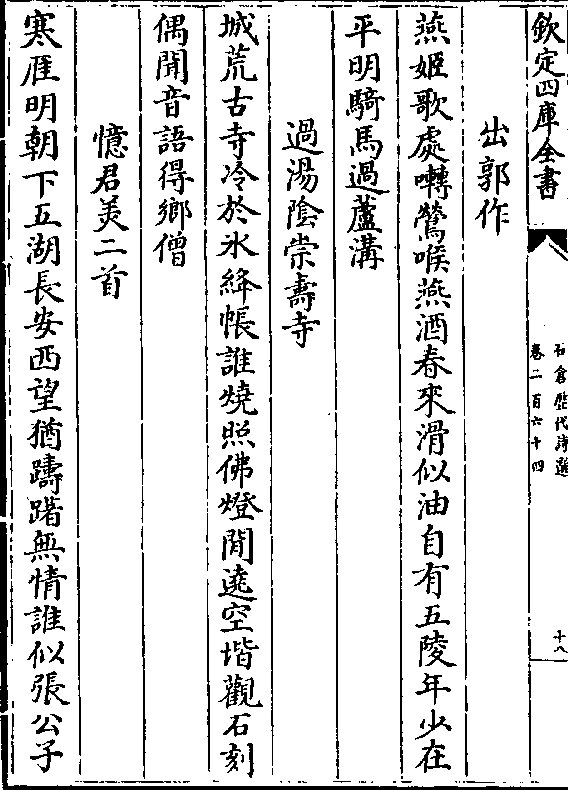 欽定四庫全書
石倉歷代詩選
卷二百六十四
十八
出郭作
燕姬歌處囀鶯喉燕酒春來滑似油自有五陵年少在
平明騎馬過蘆溝
過湯陰崇壽寺
城荒古寺冷於氷絳帳誰燒照佛燈閒遶空堦觀石刻
偶聞音語得鄉僧
憶君美二首
寒厓明朝下五湖長安西望猶躊躇無情誰似張公子